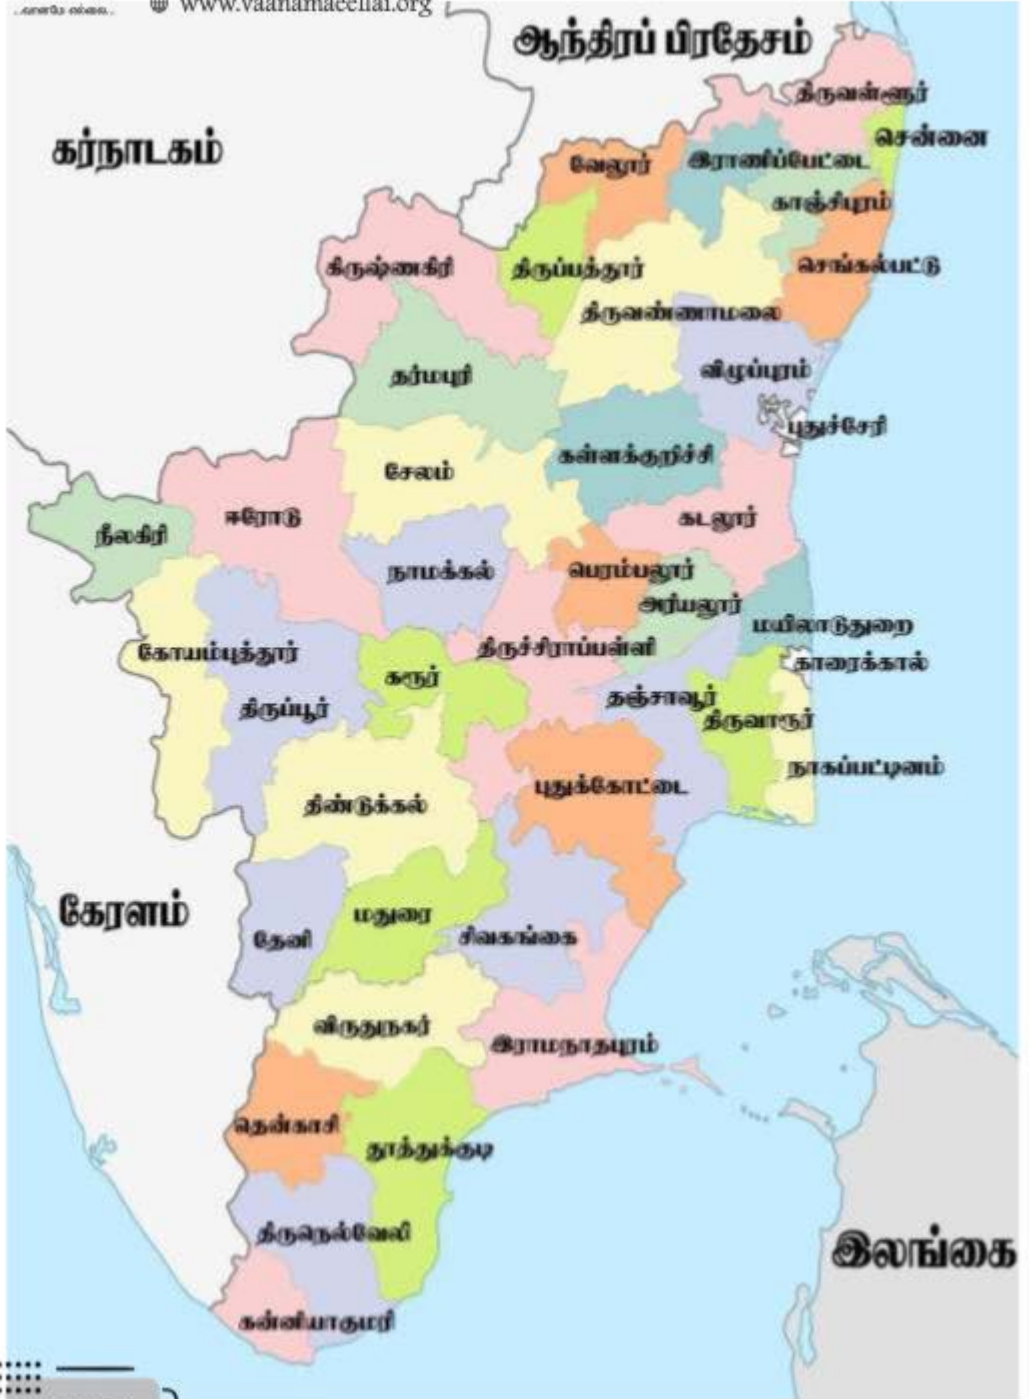 ...வானமே எல்லை...
www.vaanamaeellai.org
ஆந்திரப் பிரதேசம்
திருவள்ளூர்
சென்னை
கர்நாடகம்
வேலூர்
இராணிப்பேட்டை
காஞ்சிபுரம்
கிருஷ்ணகிரி
திருப்பத்தூர்
செங்கல்பட்டு
திருவண்ணாமலை
தர்மபுரி
விழுப்புரம்
புதுச்சேரி
சேலம்
கள்ளக்குறிச்சி
நீலகிரி
ஈரோடு
கடலூர்
நாமக்கல்
பெரம்பலூர்
அரியலூர்
மயிலாடுதுறை
கோயம்புத்தூர்
திருச்சிராப்பள்ளி
காரைக்கால்
கரூர்
திருப்பூர்
தஞ்சாவூர்
திருவாரூர்
நாகப்பட்டினம்
திண்டுக்கல்
புதுக்கோட்டை
கேரளம்
தேனி
மதுரை
சிவகங்கை
விருதுநகர்
இராமநாதபுரம்
தென்காசி
தூத்துக்குடி
திருநெல்வேலி
இலங்கை
கன்னியாகுமரி